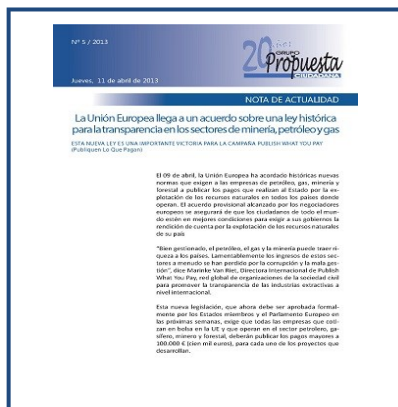 Nº 5 / 2013
20 años
GRUPO
Propuesta
CIUDADANA
Jueves, 11 de abril de 2013
NOTA DE ACTUALIDAD
La Unión Europea llega a un acuerdo sobre una ley histórica
para la transparencia en los sectores de minería, petróleo y gas
ESTA NUEVA LEY ES UNA IMPORTANTE VICTORIA PARA LA CAMPAÑA PUBLISH WHAT YOU PAY
(Publiquen Lo Que Pagan)
El 09 de abril, la Unión Europea ha acordado históricas nuevas
normas que exigen a las empresas de petróleo, gas, minería y
forestal a publicar los pagos que realizan al Estado por la ex-
plotación de los recursos naturales en todos los países donde
operan. El acuerdo provisional alcanzado por los negociadores
europeos se asegurará de que los ciudadanos de todo el mun-
do estén en mejores condiciones para exigir a sus gobiernos la
rendición de cuenta por la explotación de los recursos naturales
de su país
"Bien gestionado, el petróleo, el gas y la minería puede traer ri-
queza a los países. Lamentablemente los ingresos de estos sec-
tores a menudo se han perdido por la corrupción y la mala ges-
tión", dice Marinke Van Riet, Directora Internacional de Publish
What You Pay, red global de organizaciones de la sociedad civil
para promover la transparencia de las industrias extractivas a
nivel internacional.
Esta nueva legislación, que ahora debe ser aprobada formal-
mente por los Estados miembros y el Parlamento Europeo en
las próximas semanas, exige que todas las empresas que coti-
zan en bolsa en la UE y que operan en el sector petrolero, ga-
sífero, minero y forestal, deberán publicar los pagos mayores a
100.000 € (cien mil euros), para cada uno de los proyectos que
desarrollan.